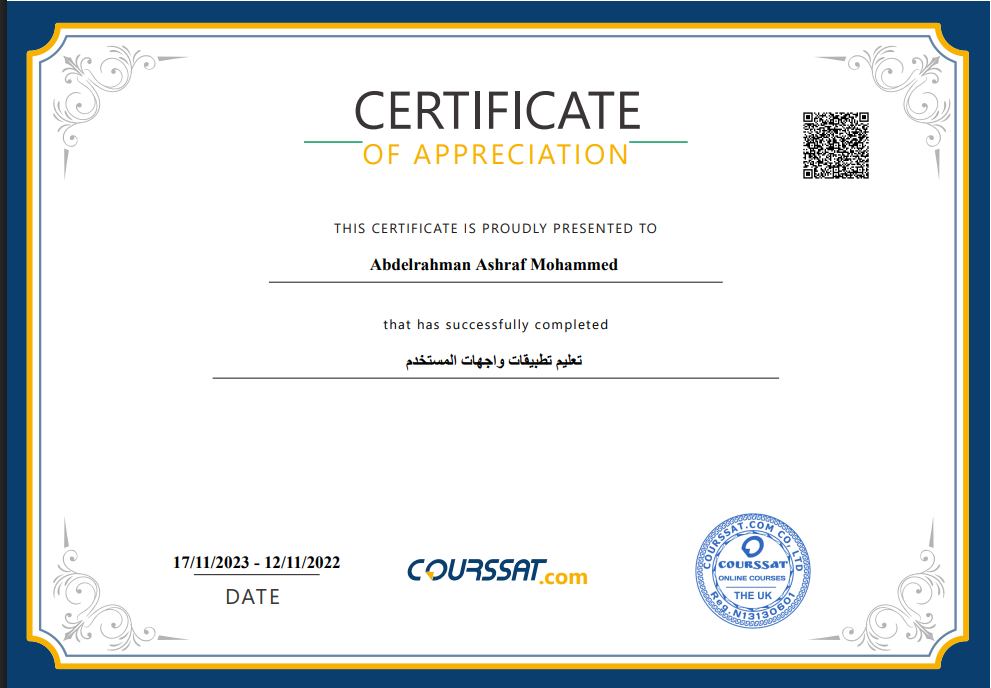 CERTIFICATE
OF APPRECIATION
THIS CERTIFICATE IS PROUDLY PRESENTED TO
Abdelrahman Ashraf Mohammed
that has successfully completed
تعليم تطبيقات واجهات المستخدم
17/11/2023 - 12/11/2022
DATE
COURSSAT.com
COURSSAT.COM CO, LTD
COURSSAT
ONLINE COURSES
THE UK
Reg.N13130601